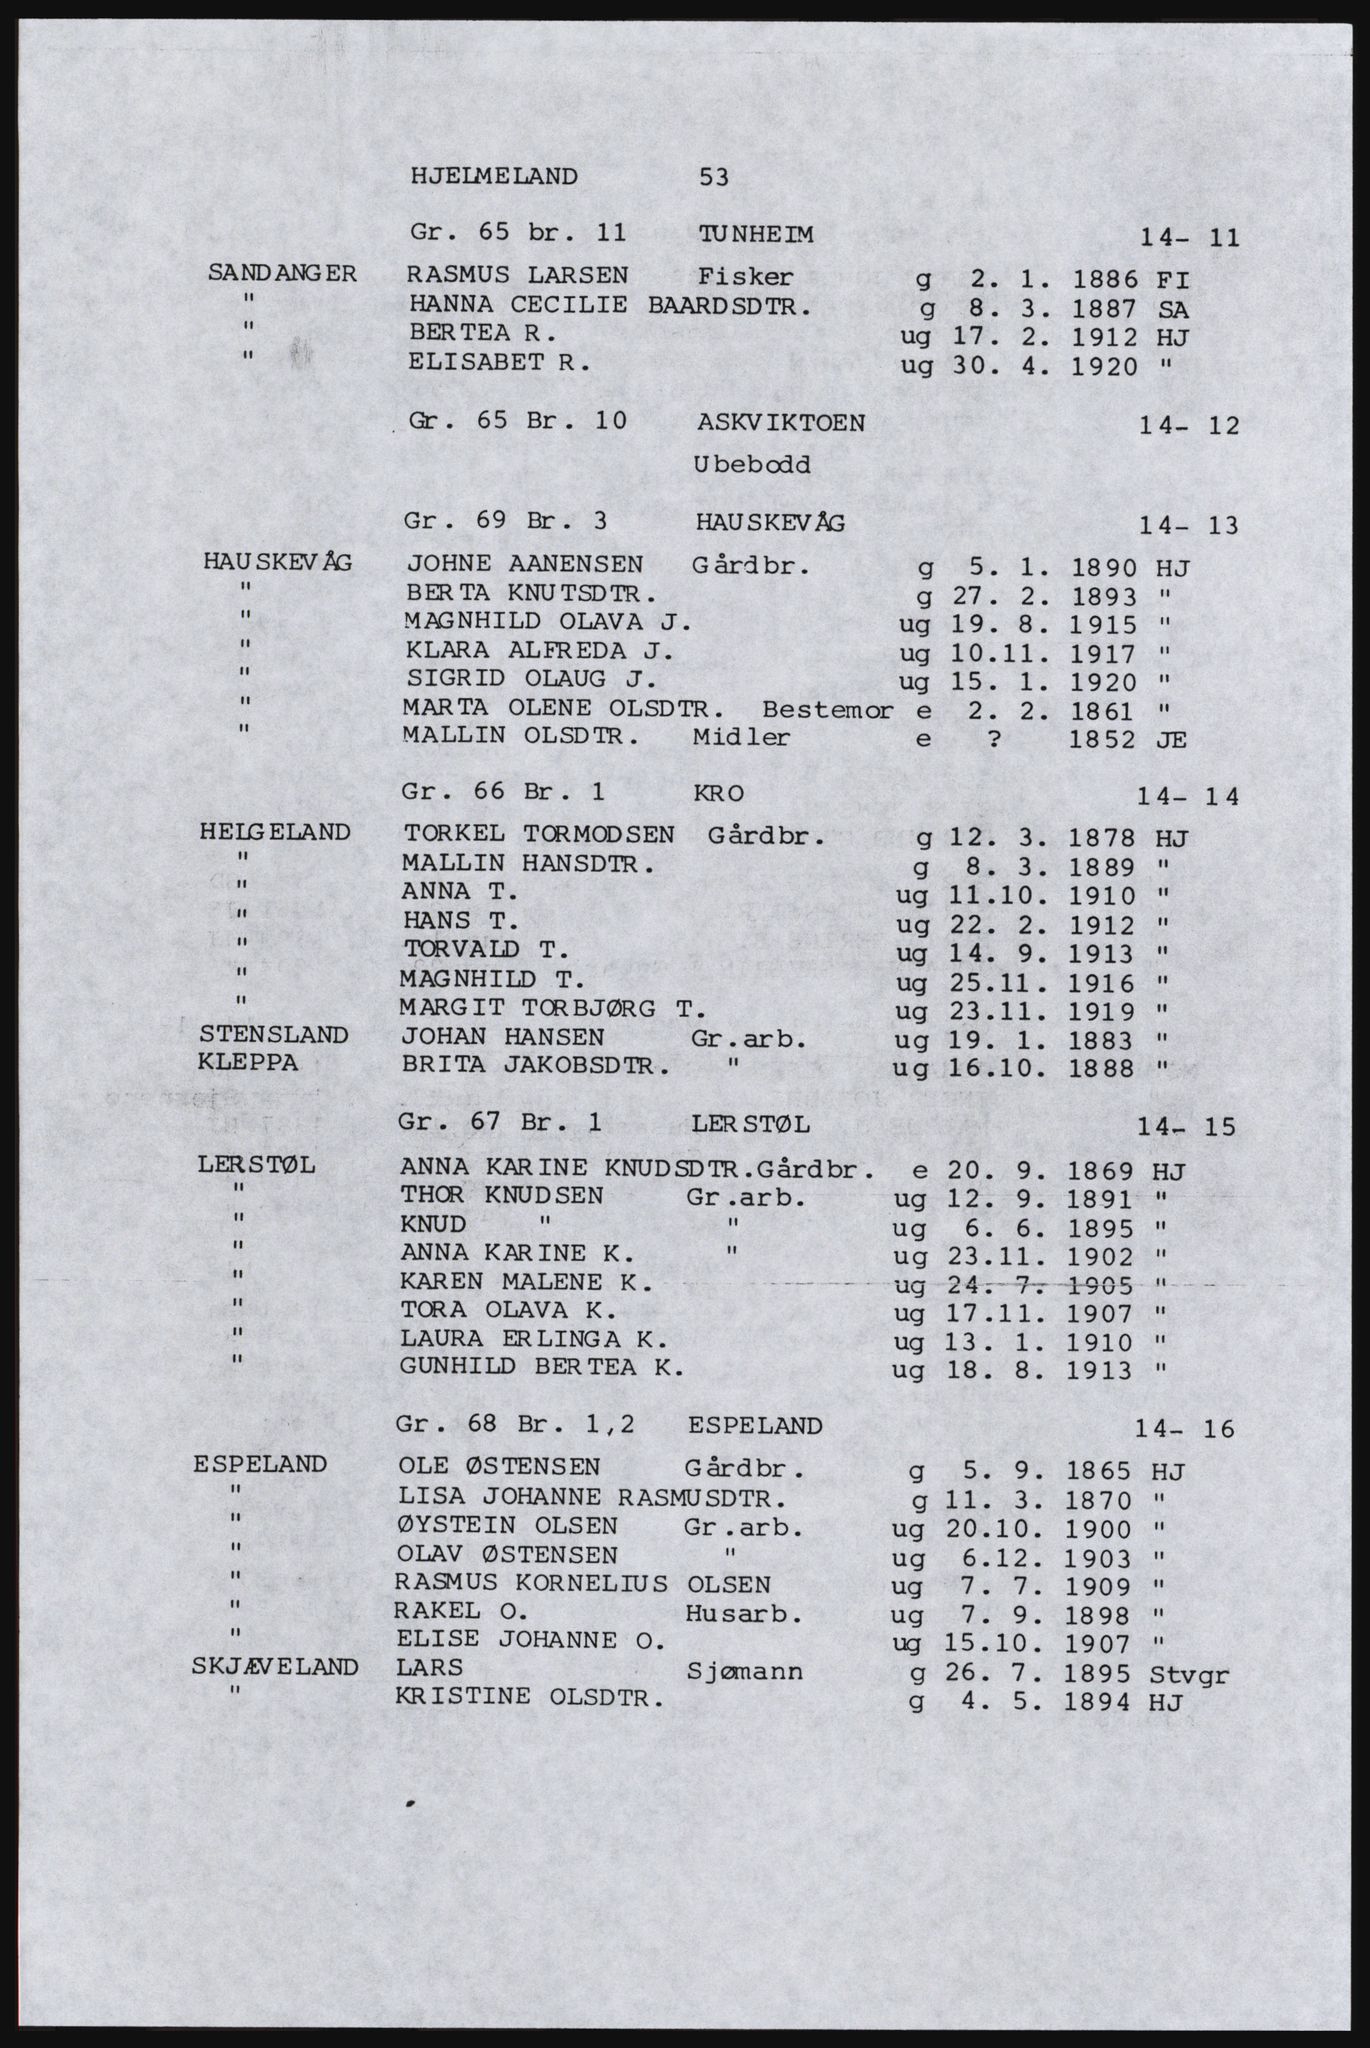 HJELMELAND 53
Gr. 65 br. 11 TUNHEIM 14- 11
SANDANGER RASMUS LARSEN Fisker g 2. 1. 1886 FI
" HANNA CECILIE BAARDSDTR. g 8. 3. 1887 SA
" BERTEA R. ug 17. 2. 1912 HJ
" ELISABET R. ug 30. 4. 1920 "
Gr. 65 Br. 10 ASKVIKTOEN 14- 12
Ubebodd
Gr. 69 Br. 3 HAUSKEVÅG 14- 13
HAUSKEVÅG JOHNE AANENSEN Gårdbr. g 5. 1. 1890 HJ
" BERTA KNUTSDTR. g 27. 2. 1893 "
" MAGNHILD OLAVA J. ug 19. 8. 1915 "
" KLARA ALFREDA J. ug 10.11. 1917 "
" SIGRID OLAUG J. ug 15. 1. 1920 "
" MARTA OLENE OLSDTR. Bestemor e 2. 2. 1861 "
" MALLIN OLSDTR. Midler e ? 1852 JE
Gr. 66 Br. 1 KRO 14- 14
HELGELAND TORKEL TORMODSEN Gårdbr. g 12. 3. 1878 HJ
" MALLIN HANSDTR. g 8. 3. 1889 "
" ANNA T. ug 11.10. 1910 "
" HANS T. ug 22. 2. 1912 "
" TORVALD T. ug 14. 9. 1913 "
" MAGNHILD T. ug 25.11. 1916 "
" MARGIT TORBJØRG T. ug 23.11. 1919 "
STENSLAND JOHAN HANSEN Gr.arb. ug 19. 1. 1883 "
KLEPPA BRITA JAKOBSDTR. " ug 16.10. 1888 "
Gr. 67 Br. 1 LERSTØL 14- 15
LERSTØL ANNA KARINE KNUDSDTR.Gårdbr. e 20. 9. 1869 HJ
" THOR KNUDSEN Gr.arb. ug 12. 9. 1891 "
" KNUD " " ug 6. 6. 1895 "
" ANNA KARINE K. " ug 23.11. 1902 "
" KAREN MALENE K. ug 24. 7. 1905 "
" TORA OLAVA K. ug 17.11. 1907 "
" LAURA ERLINGA K. ug 13. 1. 1910 "
" GUNHILD BERTEA K. ug 18. 8. 1913 "
Gr. 68 Br. 1,2 ESPELAND 14- 16
ESPELAND OLE ØSTENSEN Gårdbr. g 5. 9. 1865 HJ
" LISA JOHANNE RASMUSDTR. g 11. 3. 1870 "
" ØYSTEIN OLSEN Gr.arb. ug 20.10. 1900 "
" OLAV ØSTENSEN " ug 6.12. 1903 "
" RASMUS KORNELIUS OLSEN ug 7. 7. 1909 "
" RAKEL O. Husarb. ug 7. 9. 1898 "
" ELISE JOHANNE O. ug 15.10. 1907 "
SKJÆVELAND LARS Sjømann g 26. 7. 1895 Stvgr
" KRISTINE OLSDTR. g 4. 5. 1894 HJ